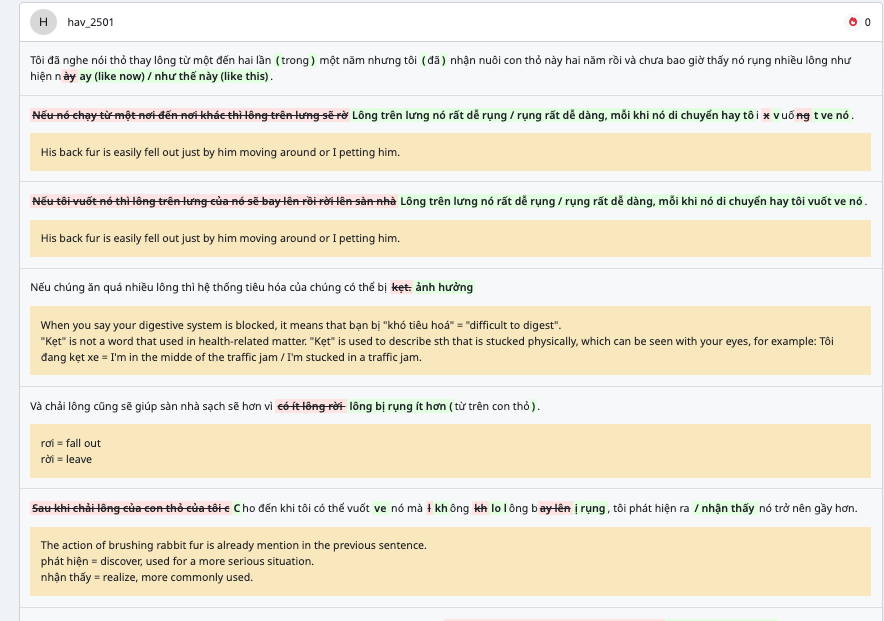 H hav_2501 0
Tôi đã nghe nói thỏ thay lông từ một đến hai lần (trong) một năm nhưng tôi (đã) nhận nuôi con thỏ này hai năm rồi và chưa bao giờ thấy nó rụng nhiều lông như
hiện n ày ay (like now) / như thế này (like this).
Nếu nó chạy từ một nơi đến nơi khác thì lông trên lưng sẽ rờ Lông trên lưng nó rất dễ rụng / rụng rất dễ dàng, mỗi khi nó di chuyển hay tôi x vuống t ve nó.
His back fur is easily fell out just by him moving around or I petting him.
Nếu tôi vuốt nó thì lông trên lưng của nó sẽ bay lên rồi rời lên sàn nhà Lông trên lưng nó rất dễ rụng / rụng rất dễ dàng, mỗi khi nó di chuyển hay tôi vuốt ve nó.
His back fur is easily fell out just by him moving around or I petting him.
Nếu chúng ăn quá nhiều lông thì hệ thống tiêu hóa của chúng có thể bị kẹt. ảnh hưởng
When you say your digestive system is blocked, it means that bạn bị "khó tiêu hoá" = "difficult to digest".
"Kẹt" is not a word that used in health-related matter. "Kẹt" is used to describe sth that is stucked physically, which can be seen with your eyes, for example: Tôi
đang kẹt xe = I'm in the midde of the traffic jam / I'm stucked in a traffic jam.
Và chải lông cũng sẽ giúp sàn nhà sạch sẽ hơn vì có ít lông rời lông bị rụng ít hơn (từ trên con thỏ).
rơi = fall out
rời = leave
Sau khi chải lông của con thỏ của tôi c Cho đến khi tôi có thể vuốt ve nó mà l không kh lo lông b ay lên ị rụng, tôi phát hiện ra / nhận thấy nó trở nên gầy hơn.
The action of brushing rabbit fur is already mention in the previous sentence.
phát hiện = discover, used for a more serious situation.
nhận thấy = realize, more commonly used.